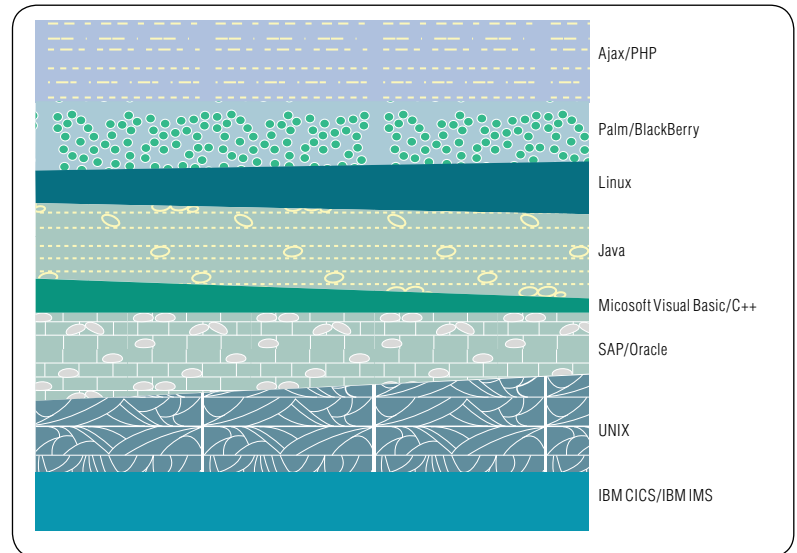 Ajax/PHP
Palm/BlackBerry
Linux
Java
Micosoft Visual Basic/C++
SAP/Oracle
UNIX
IBM CICS/IBM IMS